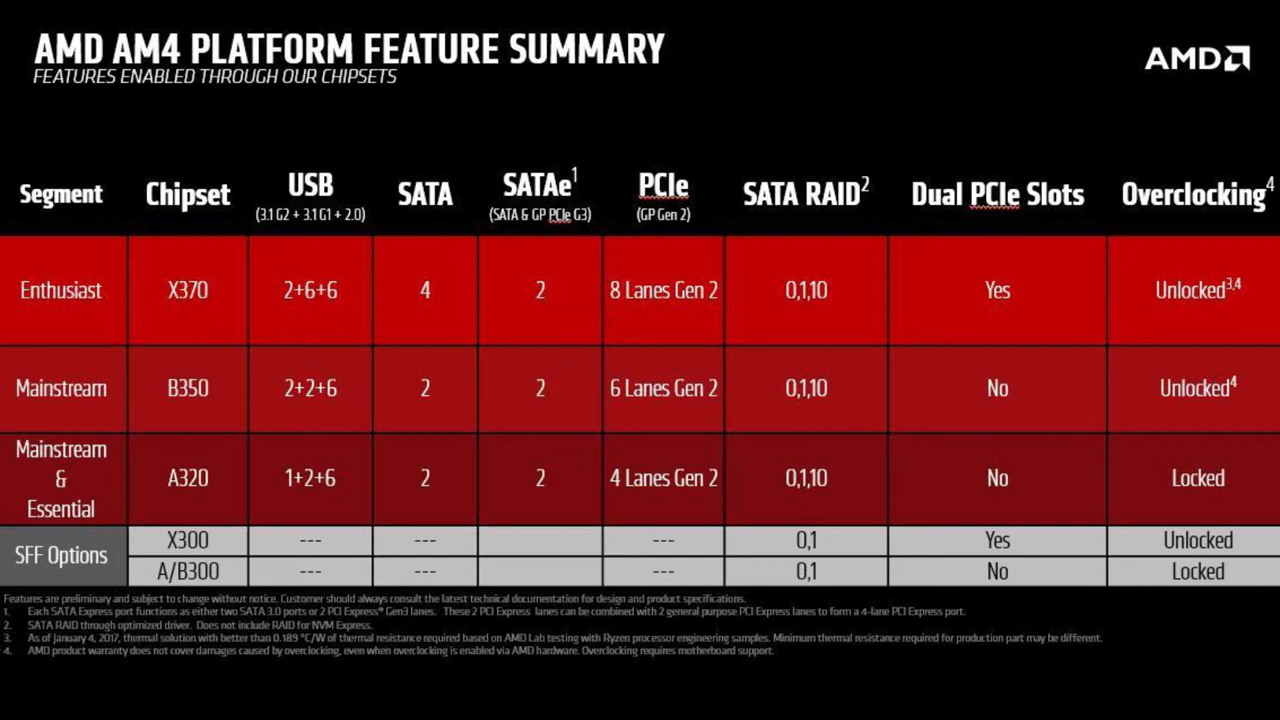 AMD AM4 PLATFORM FEATURE SUMMARY
FEATURES ENABLED THROUGH OUR CHIPSETS
AMD
Segment Chipset USB (3.1 G2 + 3.1 G1 + 2.0) SATA SATAe1 (SATA & GP PCIe G3) PCIe (GP Gen 2) SATA RAID2 Dual PCIe Slots Overclocking4
Enthusiast X370 2+6+6 4 2 8 Lanes Gen 2 0,1,10 Yes Unlocked3,4
Mainstream B350 2+2+6 2 2 6 Lanes Gen 2 0,1,10 No Unlocked4
Mainstream & Essential A320 1+2+6 2 2 4 Lanes Gen 2 0,1,10 No Locked
SFF Options X300 --- --- --- 0,1 Yes Unlocked
A/B300 --- --- --- 0,1 No Locked
Features are preliminary and subject to change without notice. Customer should always consult the latest technical documentation for design and product specifications.
1. Each SATA Express port functions as either two SATA 3.0 ports or 2 PCI Express® Gen3 lanes. These 2 PCI Express lanes can be combined with 2 general purpose PCI Express lanes to form a 4-lane PCI Express port.
2. SATA RAID through optimized driver. Does not include RAID for NVM Express.
3. As of January 4, 2017, thermal solution with better than 0.189 °C/W of thermal resistance required based on AMD Lab testing with Ryzen processor engineering samples. Minimum thermal resistance required for production part may be different.
4. AMD product warranty does not cover damages caused by overclocking, even when overclocking is enabled via AMD hardware. Overclocking requires motherboard support.